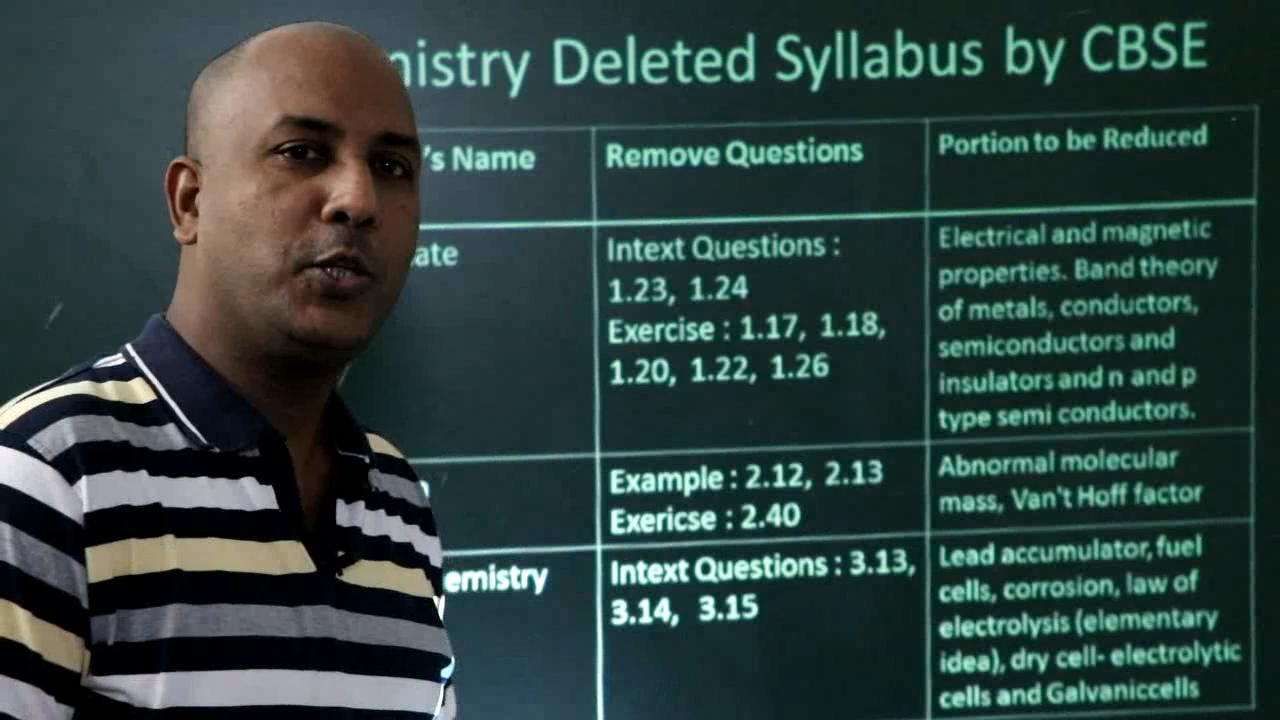 mistry Deleted Syllabus by CBSE
's Name
Remove Questions
Portion to be Reduced
ate
Intext Questions :
1.23, 1.24
Exercise : 1.17, 1.18,
1.20, 1.22, 1.26
Electrical and magnetic
properties. Band theory
of metals, conductors,
semiconductors and
insulators and n and p
type semi conductors.
Example : 2.12, 2.13
Exericse : 2.40
Abnormal molecular
mass, Van't Hoff factor
emistry
Intext Questions : 3.13,
3.14, 3.15
Lead accumulator, fuel
cells, corrosion, law of
electrolysis (elementary
idea), dry cell- electrolytic
cells and Galvaniccells